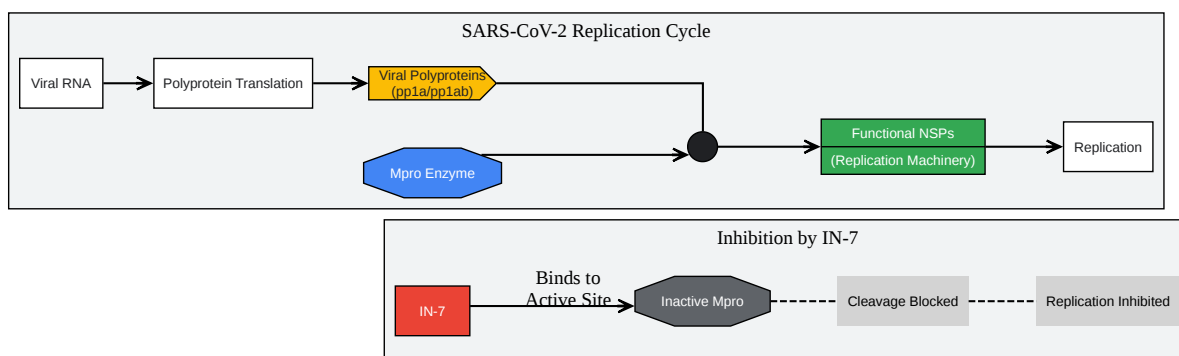 SARS-CoV-2 Replication Cycle
Viral RNA
Polyprotein Translation
Viral Polyproteins
(pp1a/pp1ab)
Mpro Enzyme
Functional NSPs
(Replication Machinery)
Replication
Inhibition by IN-7
IN-7
Binds to
Active Site
Inactive Mpro
Cleavage Blocked
Replication Inhibited